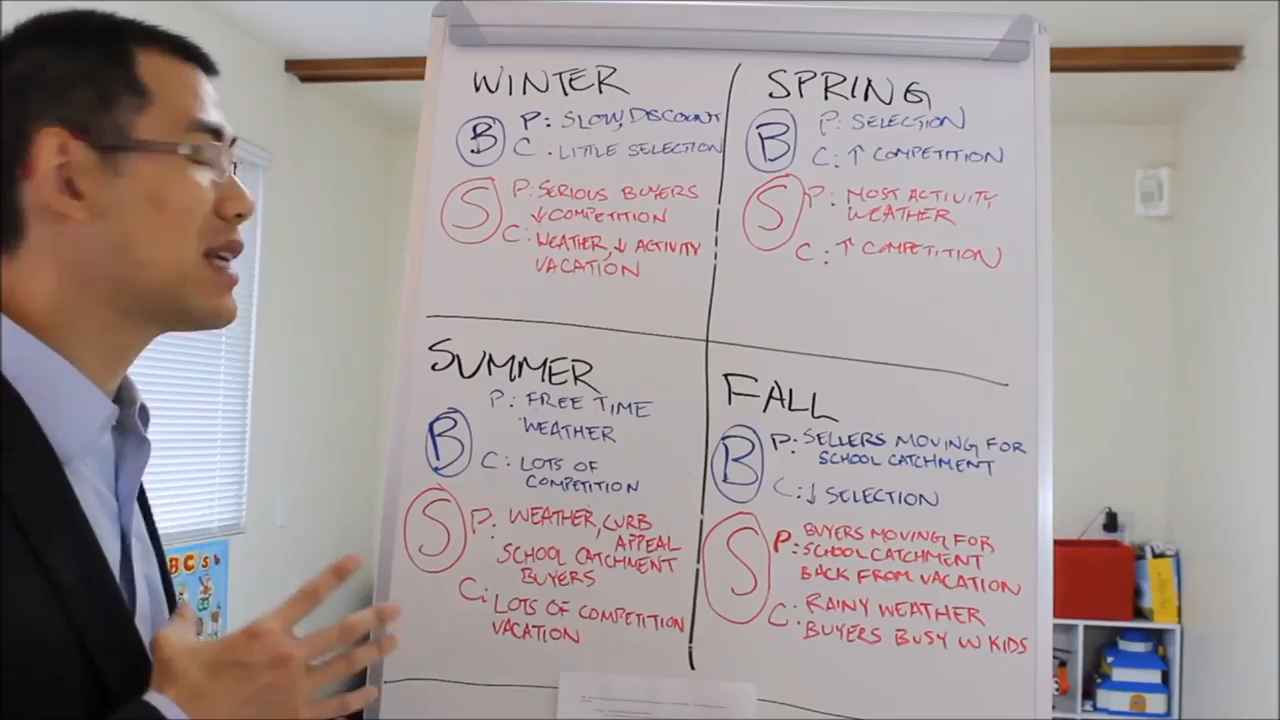 WINTER
B P: SLOW, DISCOUNT
C: LITTLE SELECTION
S P: SERIOUS BUYERS
↓ COMPETITION
C: WEATHER, ↓ ACTIVITY
VACATION
SPRING
B P: SELECTION
C: ↑ COMPETITION
S P: MOST ACTIVITY
WEATHER
C: ↑ COMPETITION
SUMMER
P: FREE TIME
WEATHER
B
C: LOTS OF
COMPETITION
S P: WEATHER, CURB
APPEAL
SCHOOL CATCHMENT
BUYERS
C: LOTS OF COMPETITION
VACATION
FALL
B P: SELLERS MOVING FOR
SCHOOL CATCHMENT
C: ↓ SELECTION
S P: BUYERS MOVING FOR
SCHOOL CATCHMENT
BACK FROM VACATION
C: RAINY WEATHER
BUYERS BUSY W KIDS
BC's